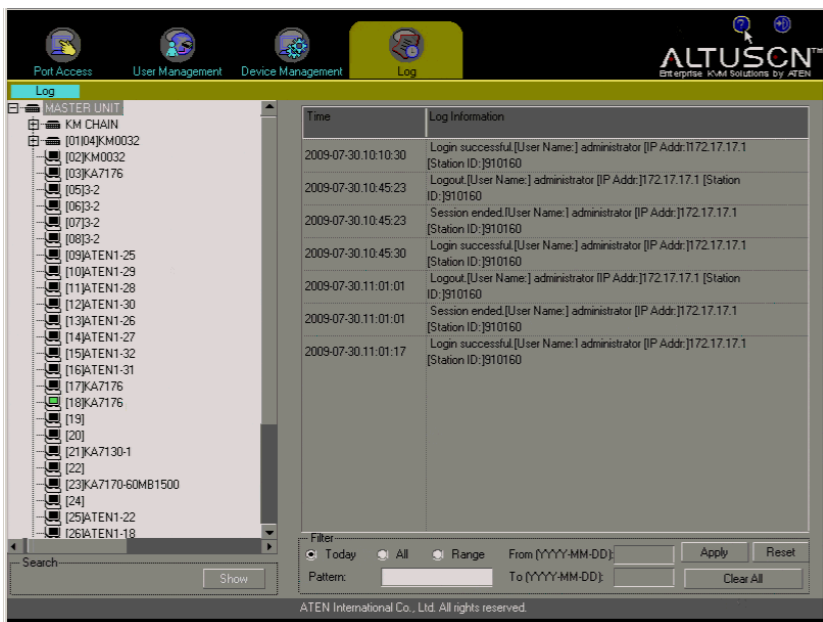 Port Access
User Management
Device Management
Log
ALTUSEN™
Enterprise KVM Solutions by ATEN
Log
MASTER UNIT
KM CHAIN
[01|04]KM0032
[02]KM0032
[03]KA7176
[05]3-2
[06]3-2
[07]3-2
[08]3-2
[09]ATEN1-25
[10]ATEN1-29
[11]ATEN1-28
[12]ATEN1-30
[13]ATEN1-26
[14]ATEN1-27
[15]ATEN1-32
[16]ATEN1-31
[17]KA7176
[18]KA7176
[19]
[20]
[21]KA7130-1
[22]
[23]KA7170-60MB1500
[24]
[25]ATEN1-22
[26]ATEN1-18
Search
Show
Time
Log Information
2009-07-30.10:10:30
Login successful.[User Name:] administrator [IP Addr:]172.17.17.1
[Station ID:]910160
2009-07-30.10:45:23
Logout.[User Name:] administrator [IP Addr:]172.17.17.1 [Station
ID:]910160
2009-07-30.10:45:23
Session ended.[User Name:] administrator [IP Addr:]172.17.17.1
[Station ID:]910160
2009-07-30.10:45:30
Login successful.[User Name:] administrator [IP Addr:]172.17.17.1
[Station ID:]910160
2009-07-30.11:01:01
Logout.[User Name:] administrator [IP Addr:]172.17.17.1 [Station
ID:]910160
2009-07-30.11:01:01
Session ended.[User Name:] administrator [IP Addr:]172.17.17.1
[Station ID:]910160
2009-07-30.11:01:17
Login successful.[User Name:] administrator [IP Addr:]172.17.17.1
[Station ID:]910160
Filter
Today
All
Range
From (YYYY-MM-DD):
Apply
Reset
Pattern:
To (YYYY-MM-DD):
Clear All
ATEN International Co., Ltd. All rights reserved.